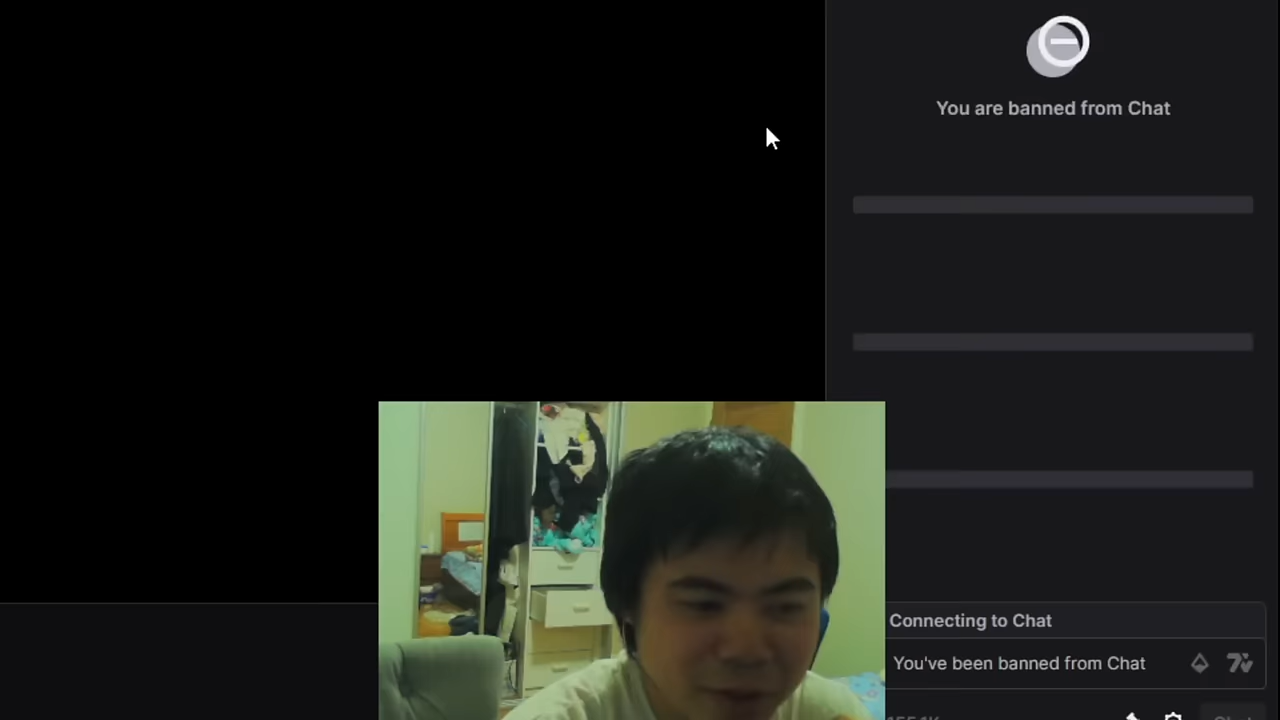 You are banned from Chat
Connecting to Chat
You've been banned from Chat